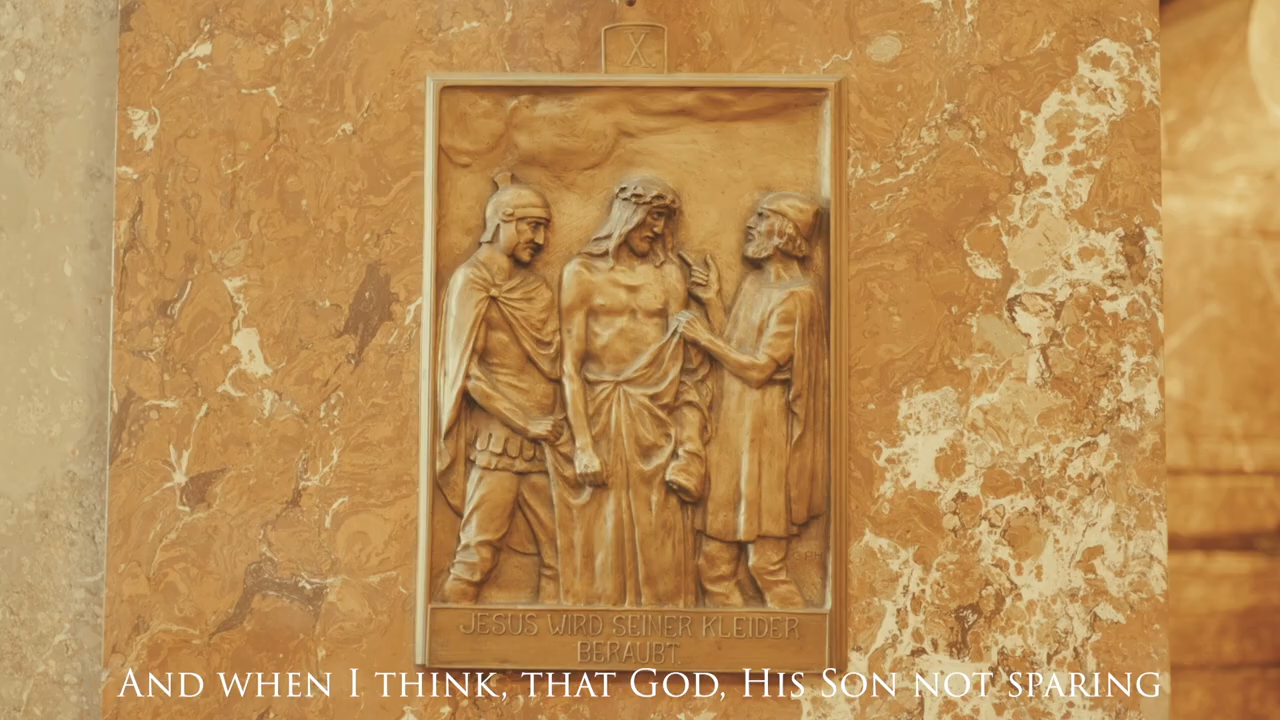 X
JESUS WIRD SEINER KLEIDER
BERAUBT.
And when I think, that God, His Son not sparing